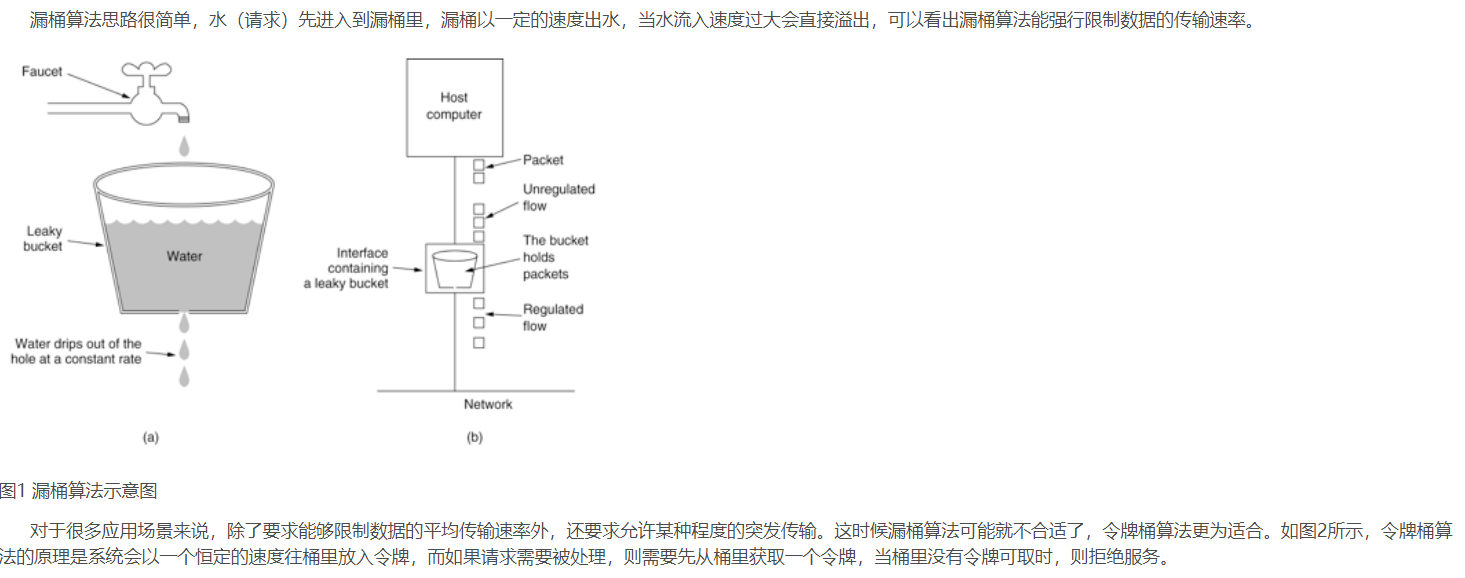 漏桶算法思路很简单，水（请求）先进入到漏桶里，漏桶以一定的速度出水，当水流入速度过大会直接溢出，可以看出漏桶算法能强行限制数据的传输速率。
Faucet
Leaky
bucket
Water
Water drips out of the
hole at a constant rate
(a)
Host
computer
Packet
Unregulated
flow
Interface
containing
a leaky bucket
The bucket
holds
packets
Regulated
flow
Network
(b)
图1 漏桶算法示意图
对于很多应用场景来说，除了要求能够限制数据的平均传输速率外，还要求允许某种程度的突发传输。这时候漏桶算法可能就不合适了，令牌桶算法更为适合。如图2所示，令牌桶算
法的原理是系统会以一个恒定的速度往桶里放入令牌，而如果请求需要被处理，则需要先从桶里获取一个令牌，当桶里没有令牌可取时，则拒绝服务。